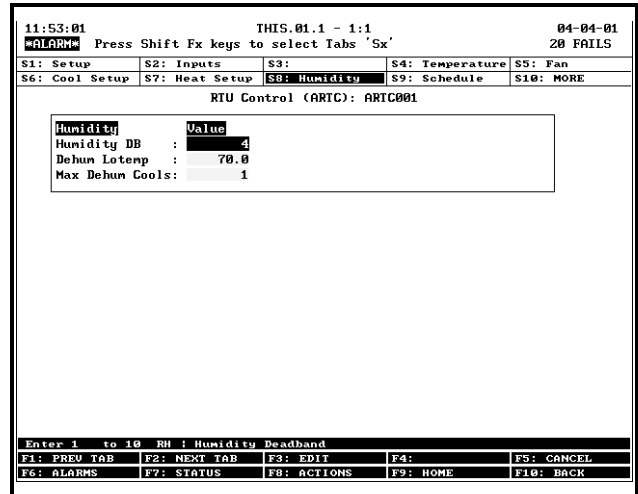 11:53:01 THIS.01.1 - 1:1 04-04-01
*ALARM* Press Shift Fx keys to select Tabs 'Sx' 20 FAILS
S1: Setup S2: Inputs S3: S4: Temperature S5: Fan
S6: Cool Setup S7: Heat Setup S8: Humidity S9: Schedule S10: MORE
RTU Control (ARTC): ARTC001
Humidity Value
Humidity DB : 4
Dehum Lotemp : 70.0
Max Dehum Cools: 1
Enter 1 to 10 RH | Humidity Deadband
F1: PREV TAB F2: NEXT TAB F3: EDIT F4: F5: CANCEL
F6: ALARMS F7: STATUS F8: ACTIONS F9: HOME F10: BACK